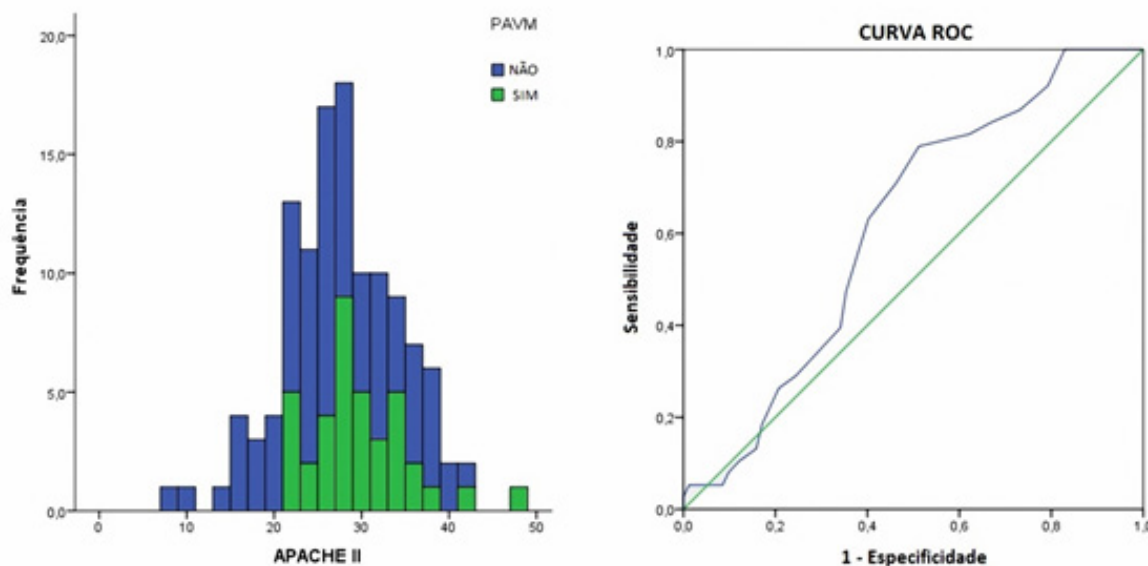 PAVM
NÃO
SIM
20,0
15,0
10,0
5,0
0,0
Frequência
0 10 20 30 40 50
APACHE II
CURVA ROC
1,0
0,8
0,6
0,4
0,2
0,0
Sensibilidade
0,0 0,2 0,4 0,6 0,8 1,0
1 - Especificidade